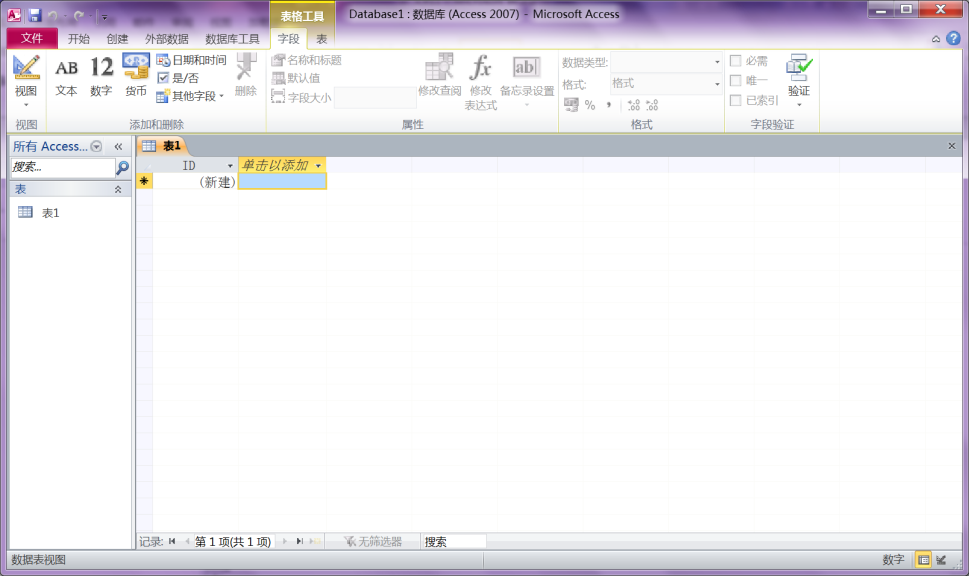 表格工具
Database1 : 数据库 (Access 2007) - Microsoft Access
文件 开始 创建 外部数据 数据库工具 字段 表
视图
AB
文本
12
数字
货币
日期和时间
是/否
其他字段
删除
名称和标题
默认值
字段大小
修改查阅
fx
修改
表达式
ab
备忘录设置
数据类型:
格式: 格式
% , .00 .00
必需
唯一
已索引
验证
视图 添加和删除 属性 格式 字段验证
所有 Access... «
搜索...
表
表1
表1
ID 单击以添加
(新建)
记录: 第 1 项(共 1 项) 无筛选器 搜索
数据表视图 数字